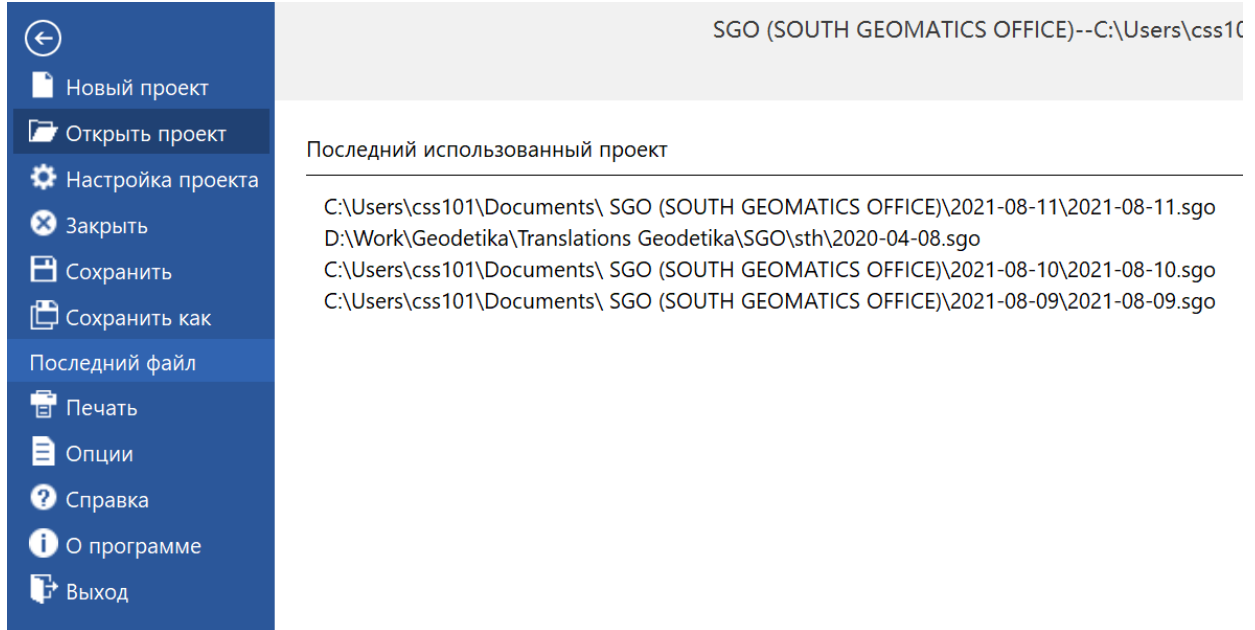 SGO (SOUTH GEOMATICS OFFICE)--C:\Users\css10
Новый проект
Открыть проект
Настройка проекта
Закрыть
Сохранить
Сохранить как
Последний файл
Печать
Опции
Справка
О программе
Выход
Последний использованный проект
C:\Users\css101\Documents\ SGO (SOUTH GEOMATICS OFFICE)\2021-08-11\2021-08-11.sgo
D:\Work\Geodetika\Translations Geodetika\SGO\sth\2020-04-08.sgo
C:\Users\css101\Documents\ SGO (SOUTH GEOMATICS OFFICE)\2021-08-10\2021-08-10.sgo
C:\Users\css101\Documents\ SGO (SOUTH GEOMATICS OFFICE)\2021-08-09\2021-08-09.sgo